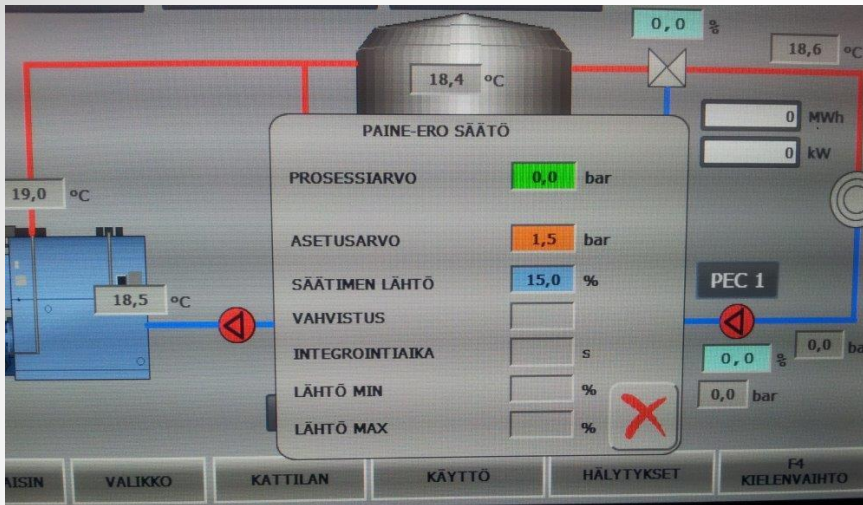 0,0 %
18,6 °C
18,4 °C
0 MWh
0 kW
19,0 °C
18,5 °C
PAINE-ERO SÄÄTÖ
PROSESSIARVO 0,0 bar
ASETUSARVO 1,5 bar
SÄÄTIMEN LÄHTÖ 15,0 %
VAHVISTUS
INTEGROINTIAIKA s
LÄHTÖ MIN %
LÄHTÖ MAX %
PEC 1
0,0 %
0,0 ba
0,0 bar
AISIN
VALIKKO
KATTILAN
KÄYTTÖ
HÄLYTYKSET
F4
KIELENVAIHTO